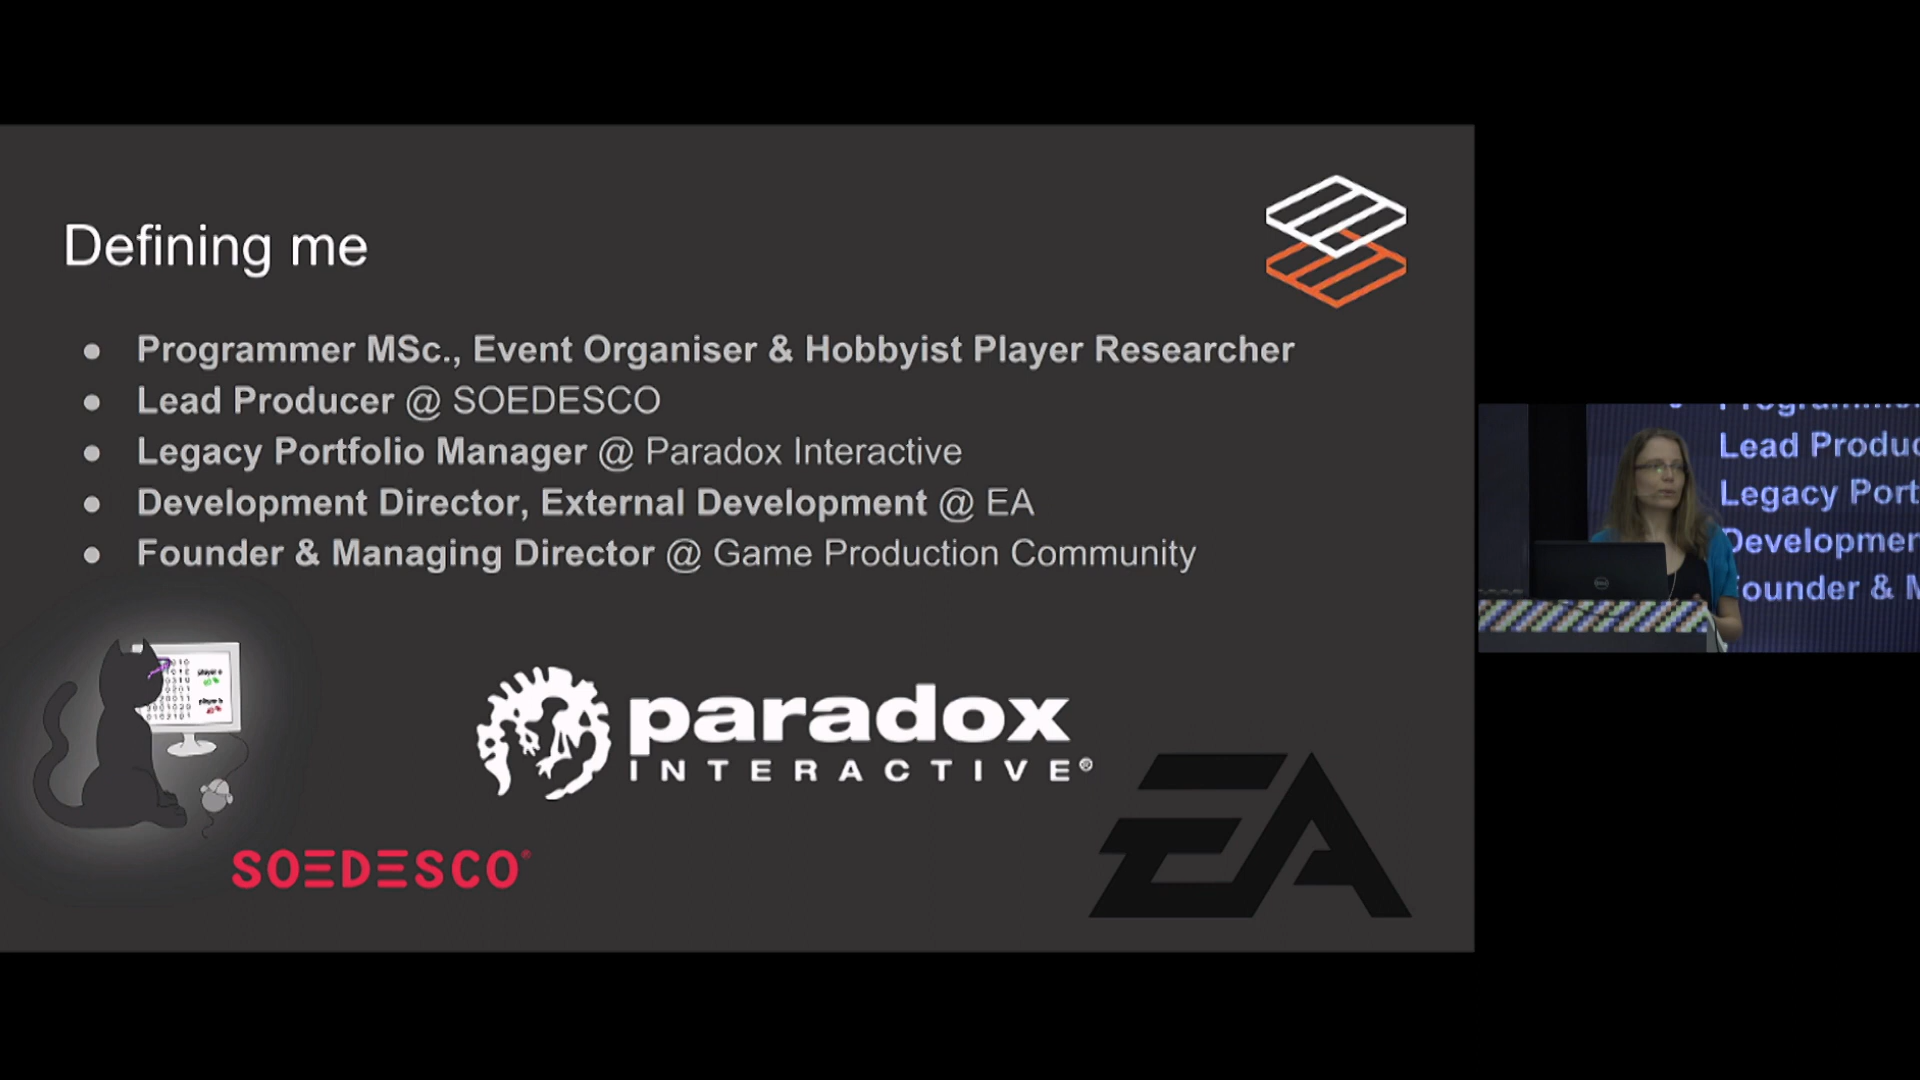 Defining me
Programmer MSc., Event Organiser & Hobbyist Player Researcher
Lead Producer @ SOEDESCO
Legacy Portfolio Manager @ Paradox Interactive
Development Director, External Development @ EA
Founder & Managing Director @ Game Production Community
paradox
INTERACTIVE®
SOEDESCO®
EA
Lead Produc
Legacy Port
Developmen
ounder & M